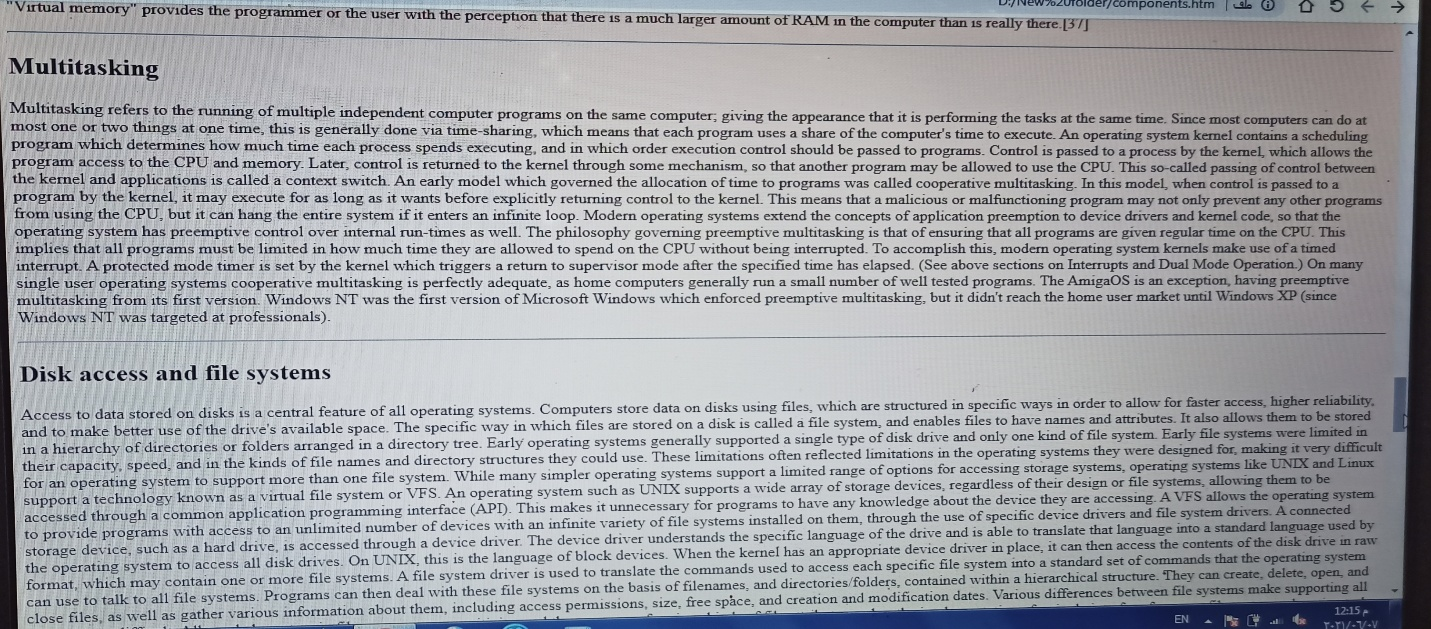 D:/New%20folder/components.htm
"Virtual memory" provides the programmer or the user with the perception that there is a much larger amount of RAM in the computer than is really there.[37]
Multitasking
Multitasking refers to the running of multiple independent computer programs on the same computer; giving the appearance that it is performing the tasks at the same time. Since most computers can do at
most one or two things at one time, this is generally done via time-sharing, which means that each program uses a share of the computer's time to execute. An operating system kernel contains a scheduling
program which determines how much time each process spends executing, and in which order execution control should be passed to programs. Control is passed to a process by the kernel, which allows the
program access to the CPU and memory. Later, control is returned to the kernel through some mechanism, so that another program may be allowed to use the CPU. This so-called passing of control between
the kernel and applications is called a context switch. An early model which governed the allocation of time to programs was called cooperative multitasking. In this model, when control is passed to a
program by the kernel, it may execute for as long as it wants before explicitly returning control to the kernel. This means that a malicious or malfunctioning program may not only prevent any other programs
from using the CPU, but it can hang the entire system if it enters an infinite loop. Modern operating systems extend the concepts of application preemption to device drivers and kernel code, so that the
operating system has preemptive control over internal run-times as well. The philosophy governing preemptive multitasking is that of ensuring that all programs are given regular time on the CPU. This
implies that all programs must be limited in how much time they are allowed to spend on the CPU without being interrupted. To accomplish this, modern operating system kernels make use of a timed
interrupt. A protected mode timer is set by the kernel which triggers a return to supervisor mode after the specified time has elapsed. (See above sections on Interrupts and Dual Mode Operation.) On many
single user operating systems cooperative multitasking is perfectly adequate, as home computers generally run a small number of well tested programs. The AmigaOS is an exception, having preemptive
multitasking from its first version. Windows NT was the first version of Microsoft Windows which enforced preemptive multitasking, but it didn't reach the home user market until Windows XP (since
Windows NT was targeted at professionals).
Disk access and file systems
Access to data stored on disks is a central feature of all operating systems. Computers store data on disks using files, which are structured in specific ways in order to allow for faster access, higher reliability,
and to make better use of the drive's available space. The specific way in which files are stored on a disk is called a file system, and enables files to have names and attributes. It also allows them to be stored
in a hierarchy of directories or folders arranged in a directory tree. Early operating systems generally supported a single type of disk drive and only one kind of file system. Early file systems were limited in
their capacity, speed, and in the kinds of file names and directory structures they could use. These limitations often reflected limitations in the operating systems they were designed for, making it very difficult
for an operating system to support more than one file system. While many simpler operating systems support a limited range of options for accessing storage systems, operating systems like UNIX and Linux
support a technology known as a virtual file system or VFS. An operating system such as UNIX supports a wide array of storage devices, regardless of their design or file systems, allowing them to be
accessed through a common application programming interface (API). This makes it unnecessary for programs to have any knowledge about the device they are accessing. A VFS allows the operating system
to provide programs with access to an unlimited number of devices with an infinite variety of file systems installed on them, through the use of specific device drivers and file system drivers. A connected
storage device, such as a hard drive, is accessed through a device driver. The device driver understands the specific language of the drive and is able to translate that language into a standard language used by
the operating system to access all disk drives. On UNIX, this is the language of block devices. When the kernel has an appropriate device driver in place, it can then access the contents of the disk drive in raw
format, which may contain one or more file systems. A file system driver is used to translate the commands used to access each specific file system into a standard set of commands that the operating system
can use to talk to all file systems. Programs can then deal with these file systems on the basis of filenames, and directories/folders, contained within a hierarchical structure. They can create, delete, open, and
close files, as well as gather various information about them, including access permissions, size, free space, and creation and modification dates. Various differences between file systems make supporting all
EN
12:15 م
٢٠٢١/٠٦/٠٧